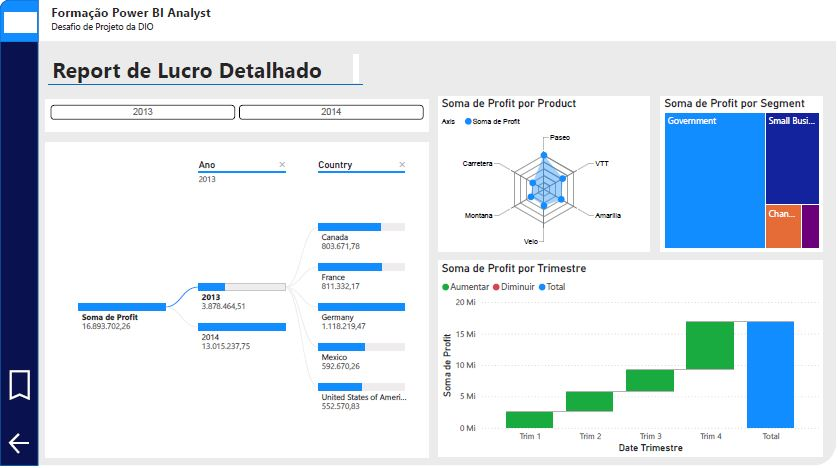 Formação Power BI Analyst
Desafio de Projeto da DIO
Report de Lucro Detalhado
2013
2014
Ano
2013
Country
Soma de Profit
16.893.702,26
2013
3.878.464,51
2014
13.015.237,75
Canada
803.671,78
France
811.332,17
Germany
1.118.219,47
Mexico
592.660,26
United States of Ameri...
552.570,83
Soma de Profit por Product
Axis Soma de Profit
Paseo
VTT
Amarilla
Velo
Montana
Carretera
Soma de Profit por Segment
Government
Small Busi...
Chan...
Soma de Profit por Trimestre
Aumentar Diminuir Total
Soma de Profit
20 Mi
15 Mi
10 Mi
5 Mi
0 Mi
Trim 1 Trim 2 Trim 3 Trim 4 Total
Date Trimestre